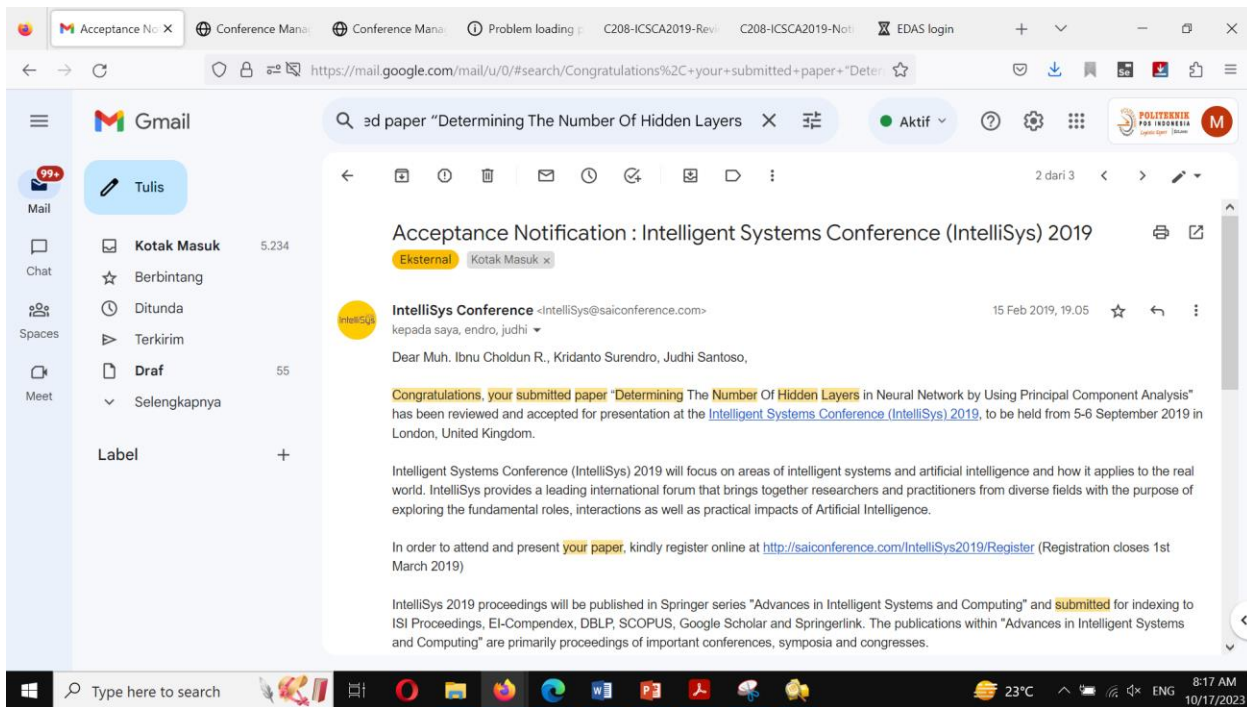 Acceptance No
Conference Mana
Conference Mana
Problem loading p
C208-ICSCA2019-Revi
C208-ICSCA2019-Noti
EDAS login
https://mail.google.com/mail/u/0/#search/Congratulations%2C+your+submitted+paper+"Deter
Gmail
ed paper “Determining The Number Of Hidden Layers
Aktif
POLITEKNIK
POS INDONESIA
M
99+
Mail
Chat
Spaces
Meet
Tulis
Kotak Masuk 5.234
Berbintang
Ditunda
Terkirim
Draf 55
Selengkapnya
Label +
2 dari 3
Acceptance Notification : Intelligent Systems Conference (IntelliSys) 2019
Eksternal Kotak Masuk ×
IntelliSys
IntelliSys Conference <IntelliSys@saiconference.com> 15 Feb 2019, 19.05
kepada saya, endro, judhi
Dear Muh. Ibnu Choldun R., Kridanto Surendro, Judhi Santoso,
Congratulations, your submitted paper "Determining The Number Of Hidden Layers in Neural Network by Using Principal Component Analysis"
has been reviewed and accepted for presentation at the Intelligent Systems Conference (IntelliSys) 2019, to be held from 5-6 September 2019 in
London, United Kingdom.
Intelligent Systems Conference (IntelliSys) 2019 will focus on areas of intelligent systems and artificial intelligence and how it applies to the real
world. IntelliSys provides a leading international forum that brings together researchers and practitioners from diverse fields with the purpose of
exploring the fundamental roles, interactions as well as practical impacts of Artificial Intelligence.
In order to attend and present your paper, kindly register online at http://saiconference.com/IntelliSys2019/Register (Registration closes 1st
March 2019)
IntelliSys 2019 proceedings will be published in Springer series "Advances in Intelligent Systems and Computing" and submitted for indexing to
ISI Proceedings, EI-Compendex, DBLP, SCOPUS, Google Scholar and Springerlink. The publications within "Advances in Intelligent Systems
and Computing" are primarily proceedings of important conferences, symposia and congresses.
Type here to search
23°C
ENG
8:17 AM
10/17/2023